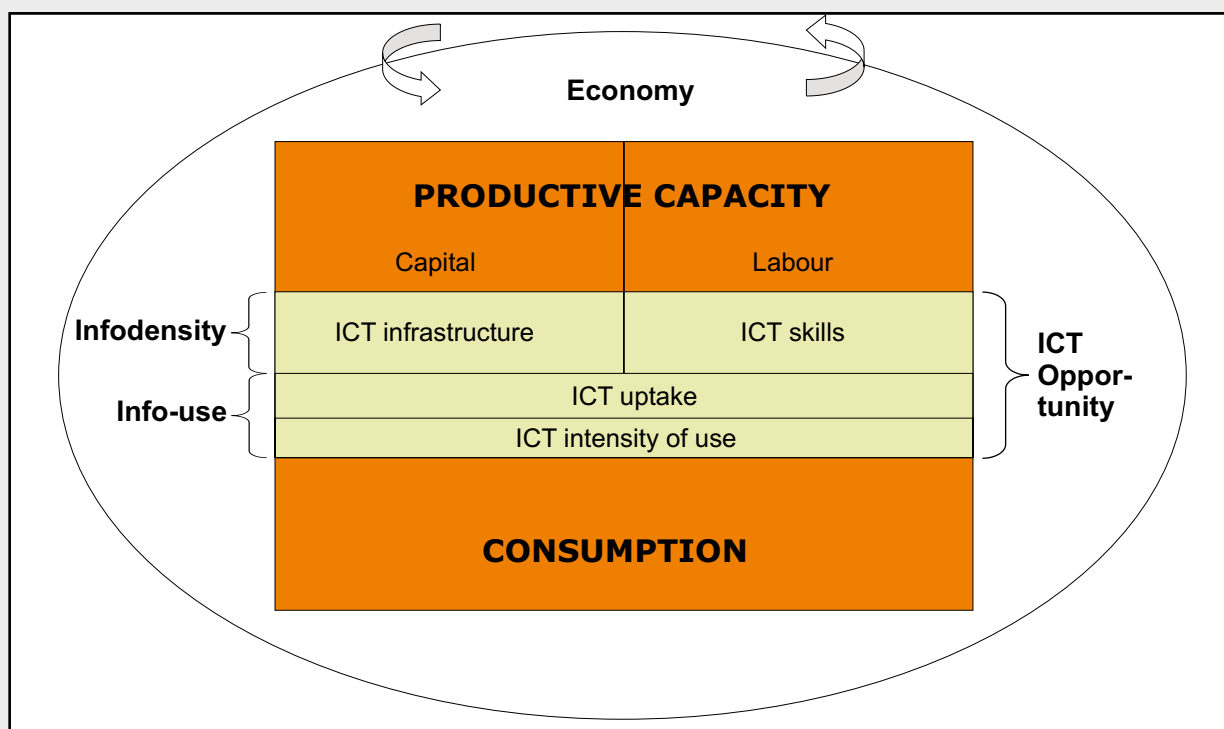 Economy
PRODUCTIVE CAPACITY
Capital
Labour
Infodensity
ICT infrastructure
ICT skills
ICT
Oppor-
tunity
Info-use
ICT uptake
ICT intensity of use
CONSUMPTION